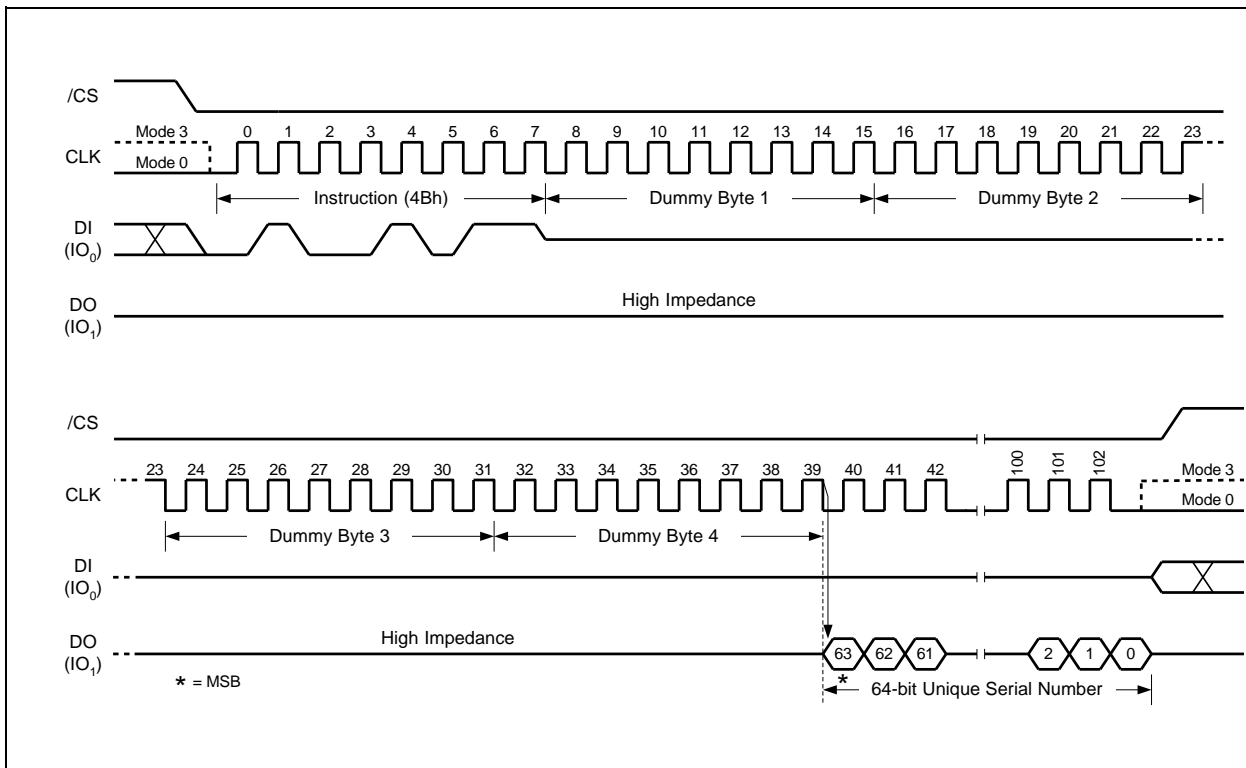 /CS
Mode 3
0 1 2 3 4 5 6 7 8 9 10 11 12 13 14 15 16 17 18 19 20 21 22 23
CLK
Mode 0
Instruction (4Bh) Dummy Byte 1 Dummy Byte 2
DI
(IO0)
High Impedance
DO
(IO1)
/CS
23 24 25 26 27 28 29 30 31 32 33 34 35 36 37 38 39 40 41 42 100 101 102
Mode 3
CLK
Mode 0
Dummy Byte 3 Dummy Byte 4
DI
(IO0)
High Impedance
DO
(IO1)
63 62 61 2 1 0
* = MSB
*
64-bit Unique Serial Number